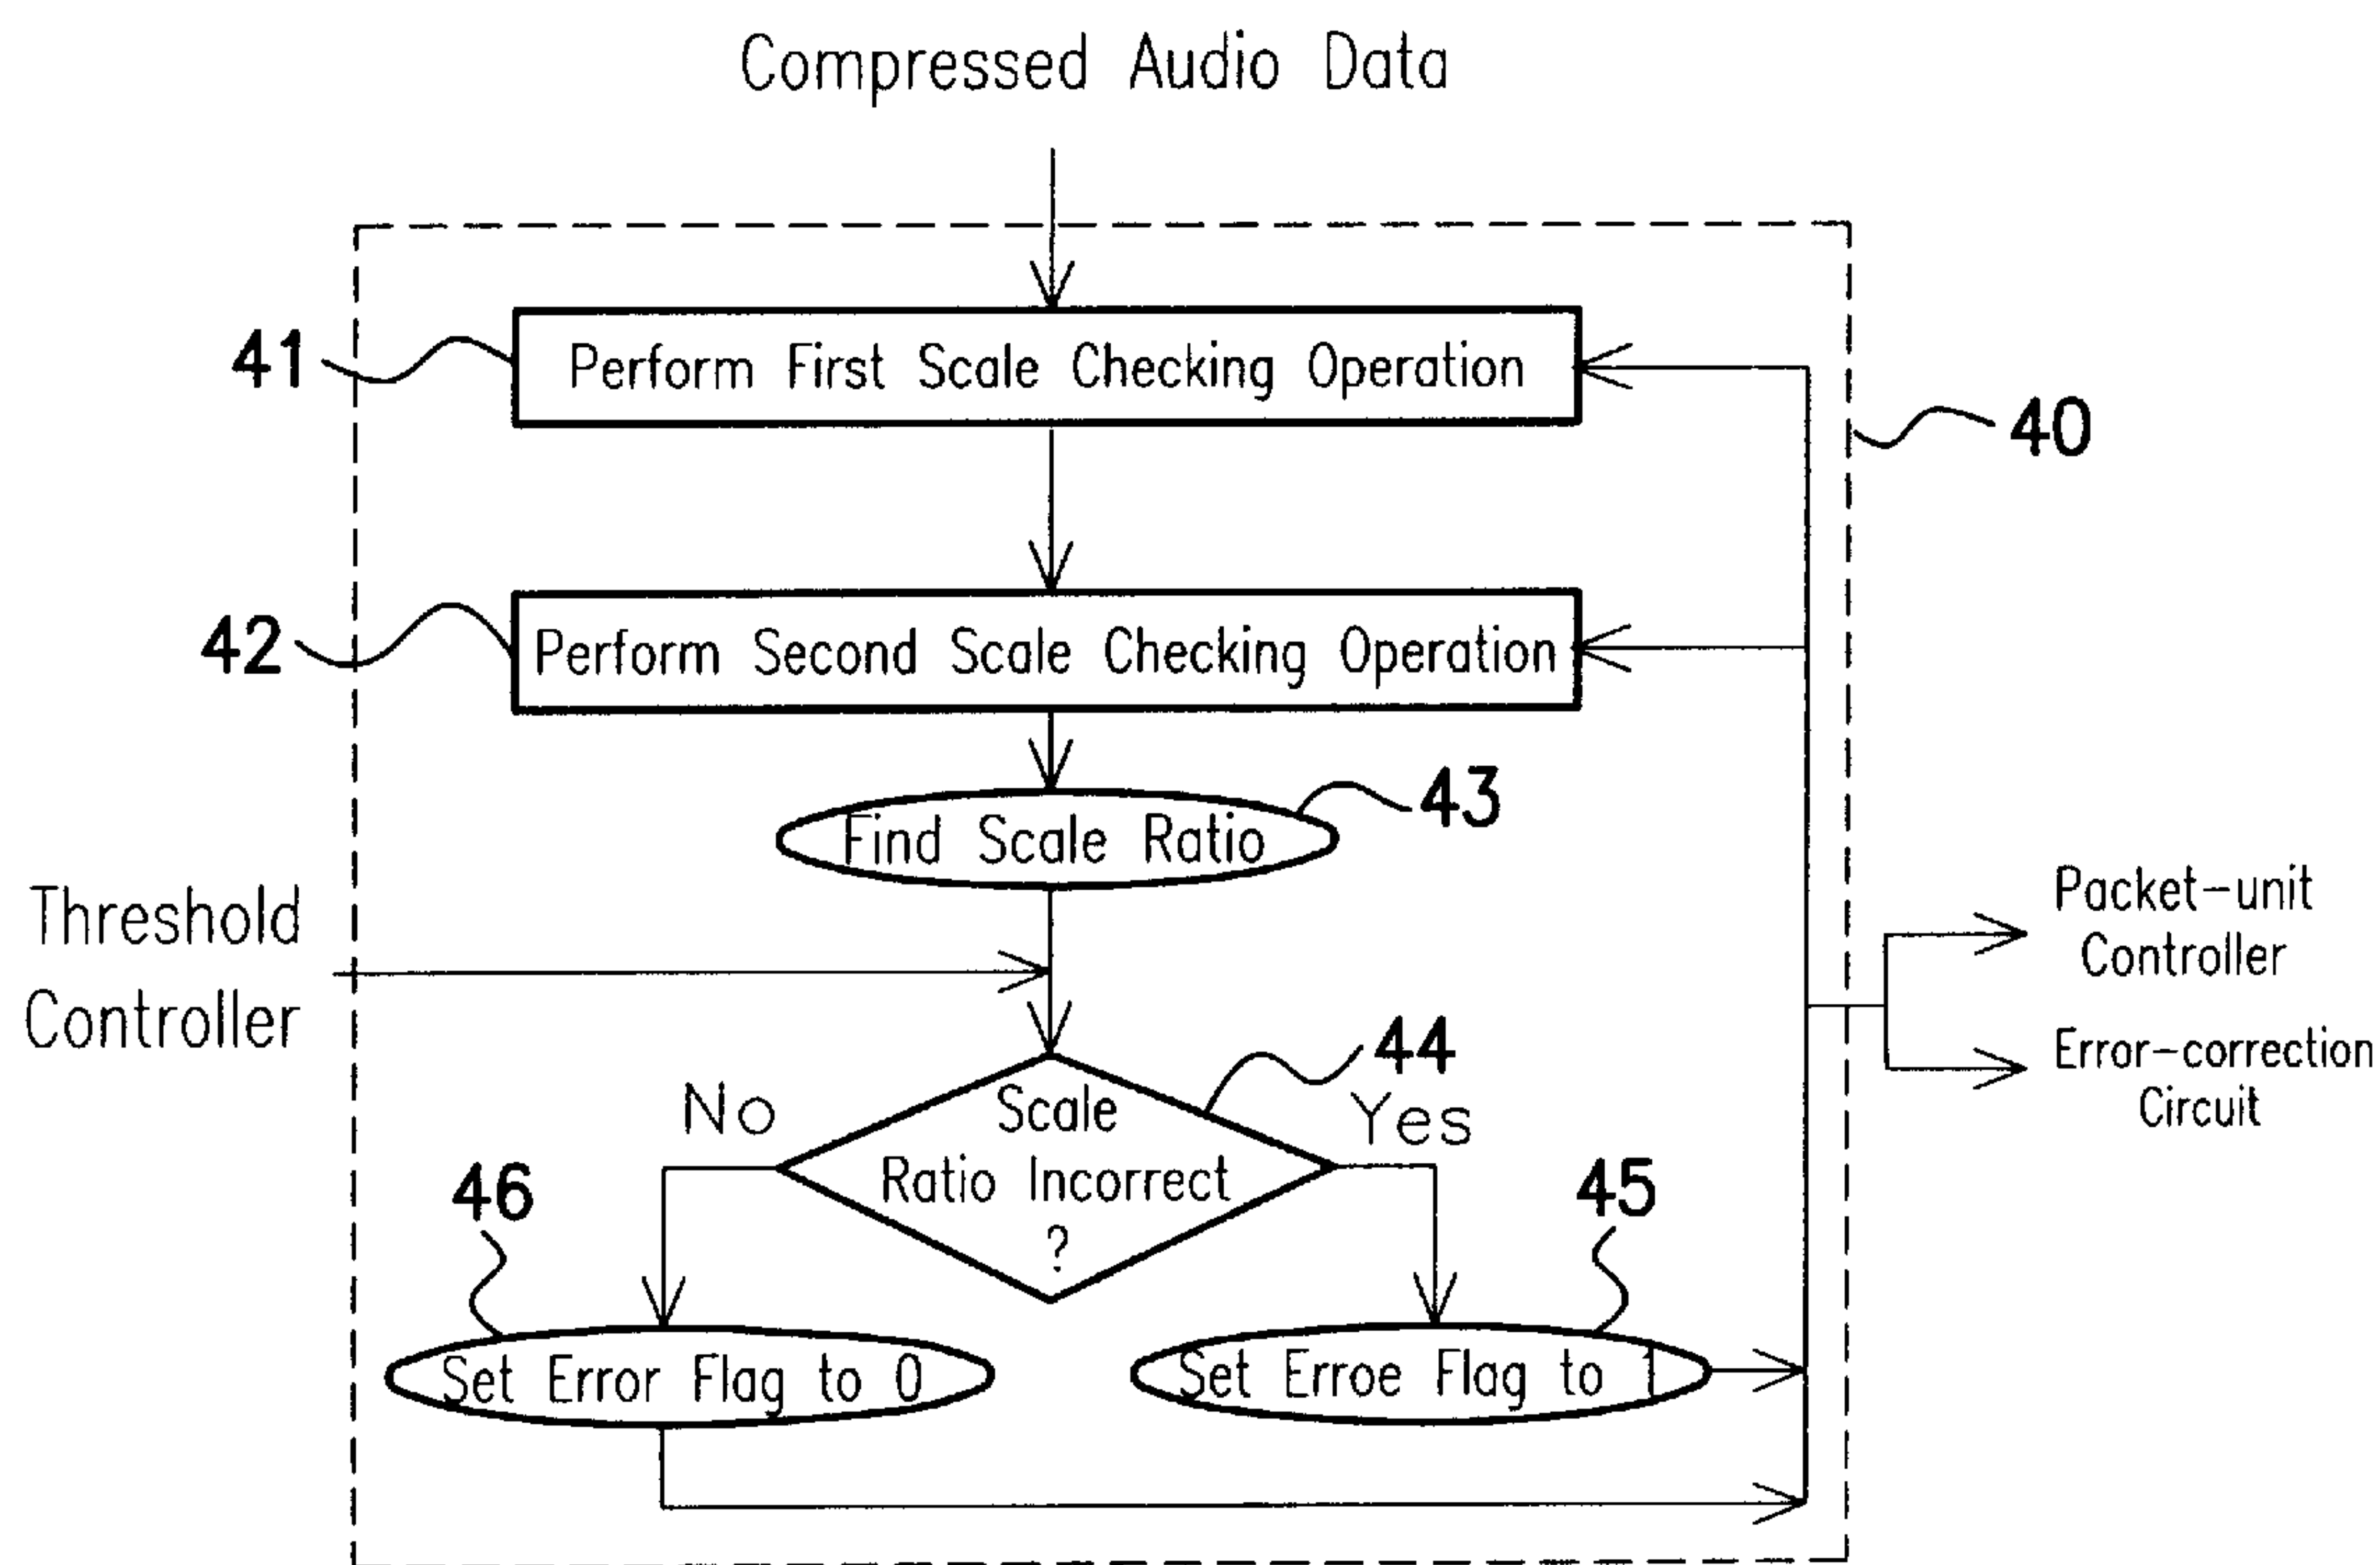 Compressed Audio Data
41
Perform First Scale Checking Operation
40
42
Perform Second Scale Checking Operation
43
Find Scale Ratio
Threshold
Controller
Packet-unit
Controller
Error-correction
Circuit
44
No
Scale
Ratio Incorrect
?
Yes
46
45
Set Error Flag to 0
Set Erroe Flag to 1